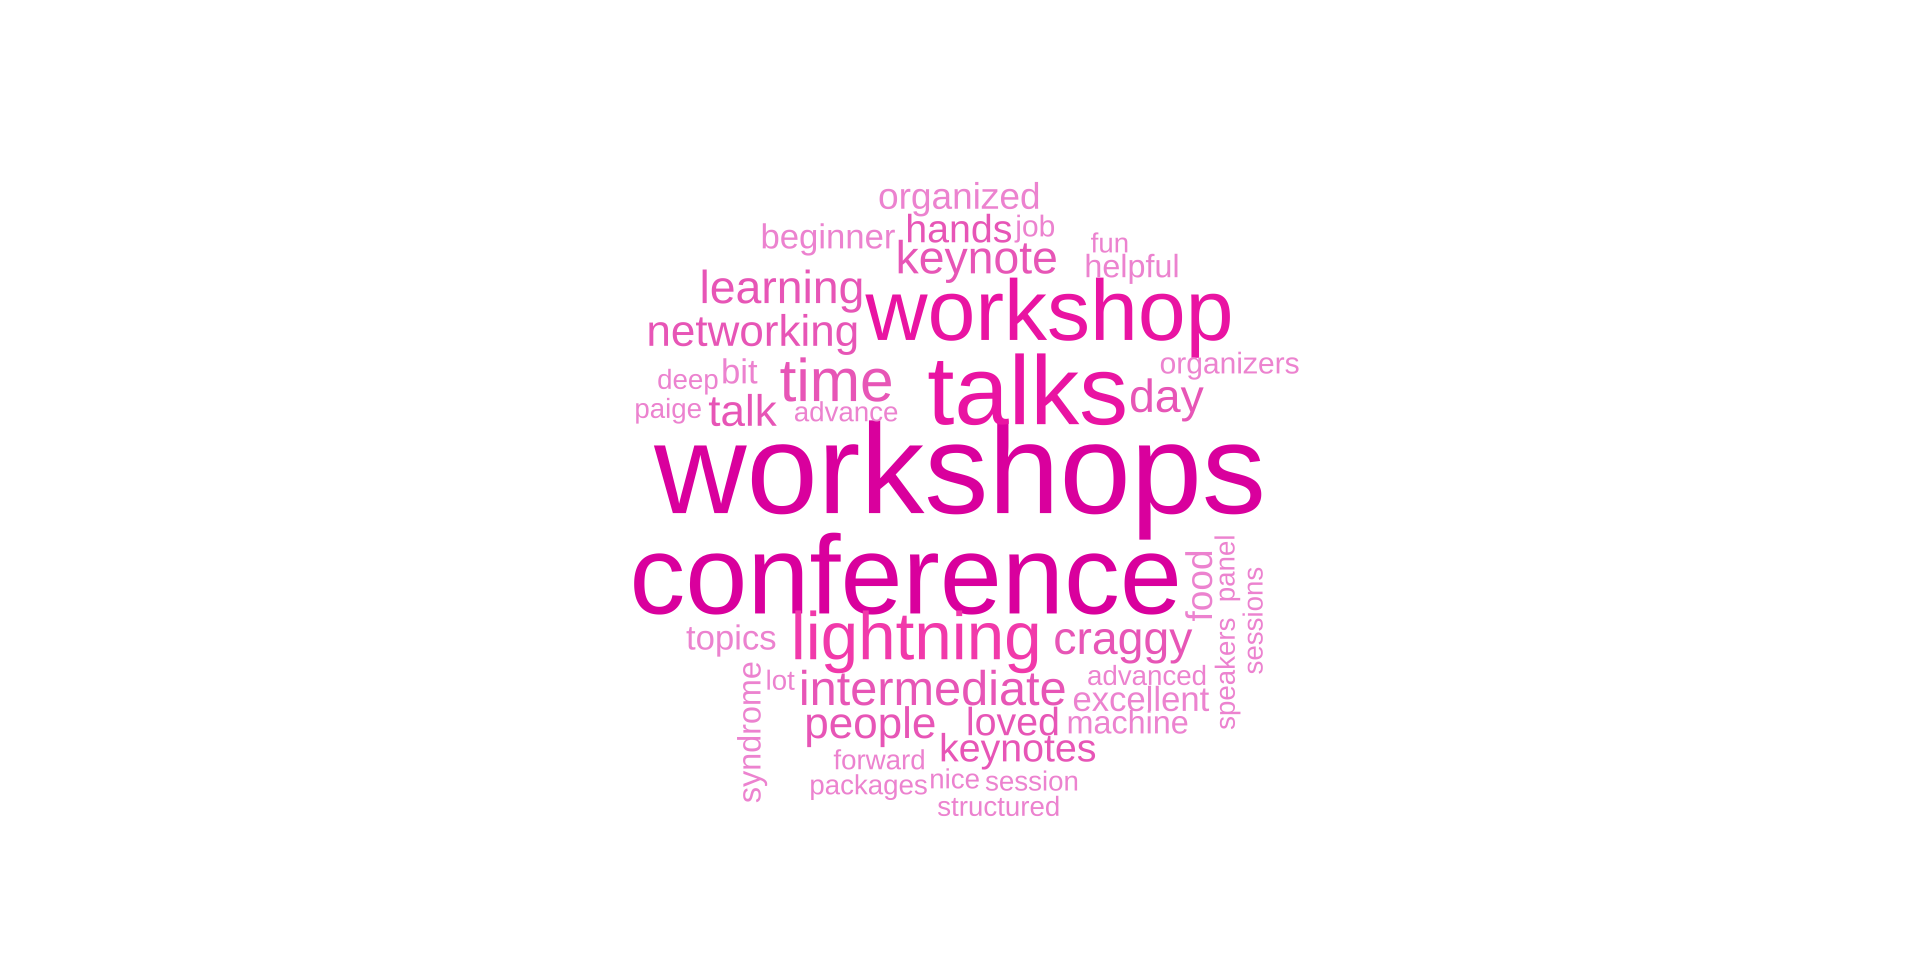 organized
hands
job
beginner
keynote
fun
helpful
learning
workshop
networking
organizers
deep
bit
time
talks
day
paige
talk
advance
workshops
conference
food
panel
sessions
speakers
topics
lightning
craggy
syndrome
lot
intermediate
advanced
excellent
people
loved
machine
keynotes
forward
packages
nice
session
structured